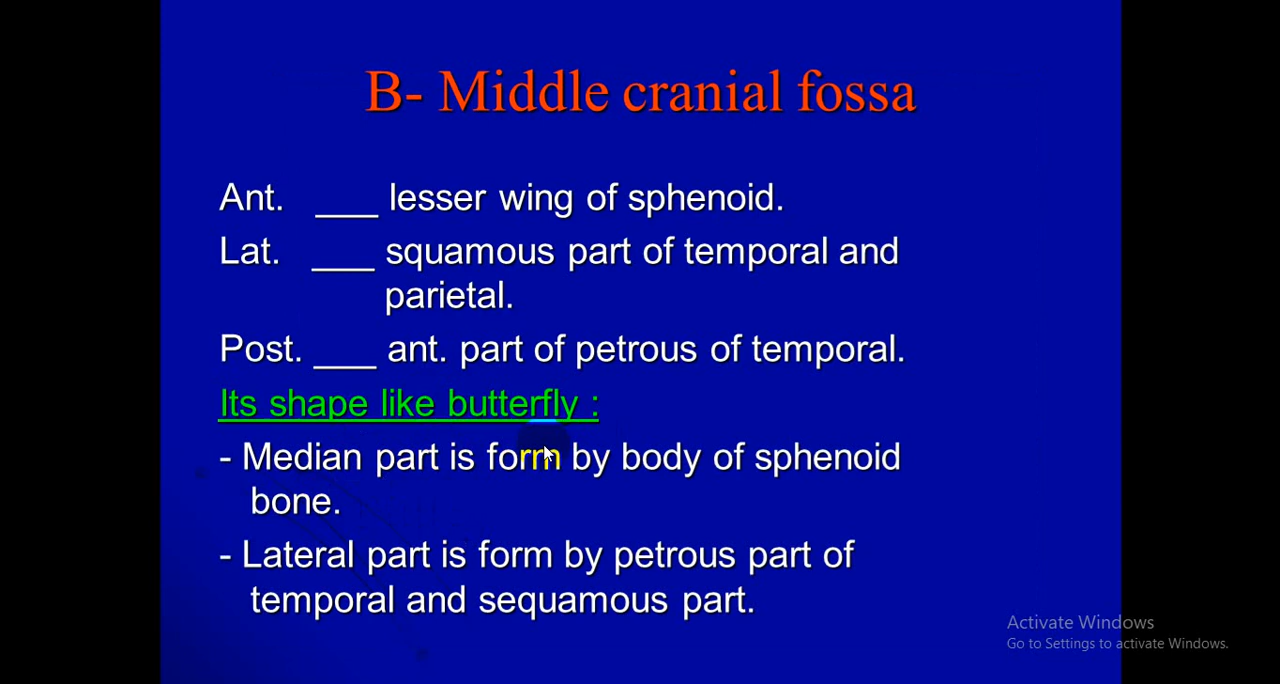 B- Middle cranial fossa
Ant. ___ lesser wing of sphenoid.
Lat. ___ squamous part of temporal and
parietal.
Post. ___ ant. part of petrous of temporal.
Its shape like butterfly :
- Median part is form by body of sphenoid
bone.
- Lateral part is form by petrous part of
temporal and sequamous part.
Activate Windows
Go to Settings to activate Windows.